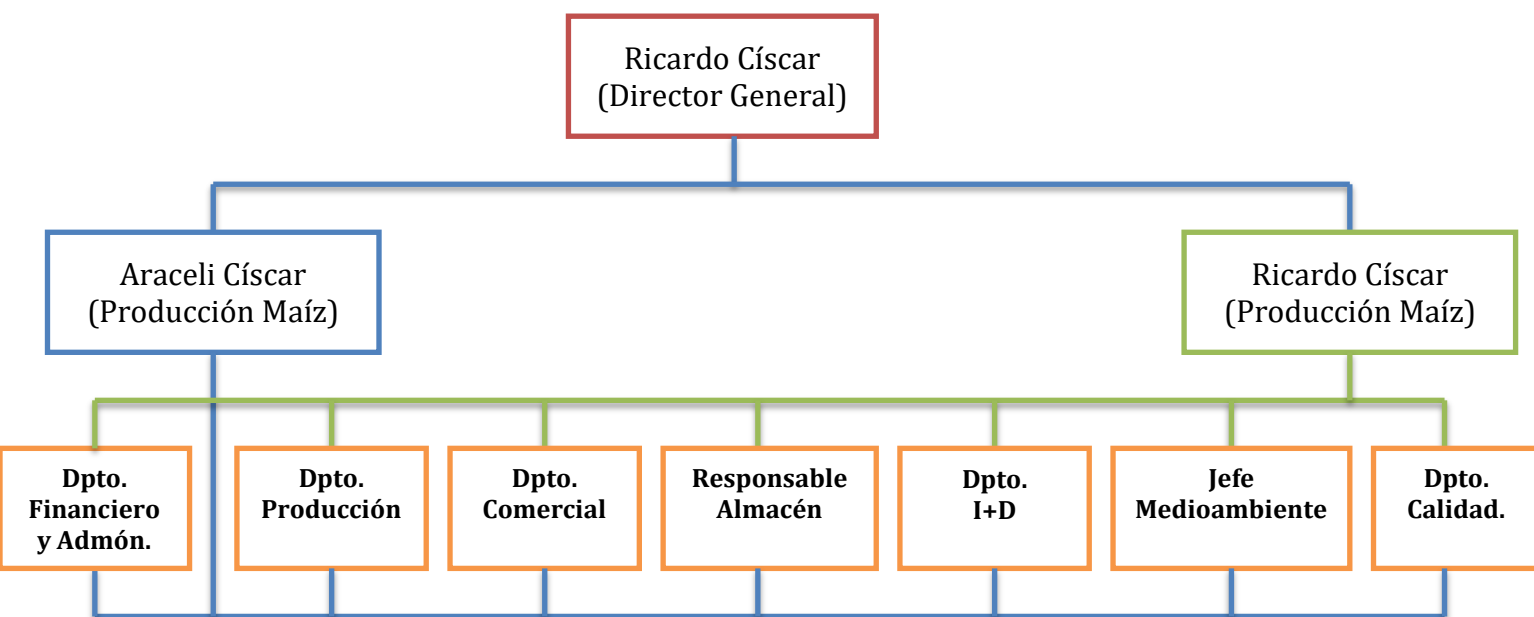 Ricardo Císcar
(Director General)
Araceli Císcar
(Producción Maíz)
Ricardo Císcar
(Producción Maíz)
Dpto.
Financiero
y Admón.
Dpto.
Producción
Dpto.
Comercial
Responsable
Almacén
Dpto.
I+D
Jefe
Medioambiente
Dpto.
Calidad.